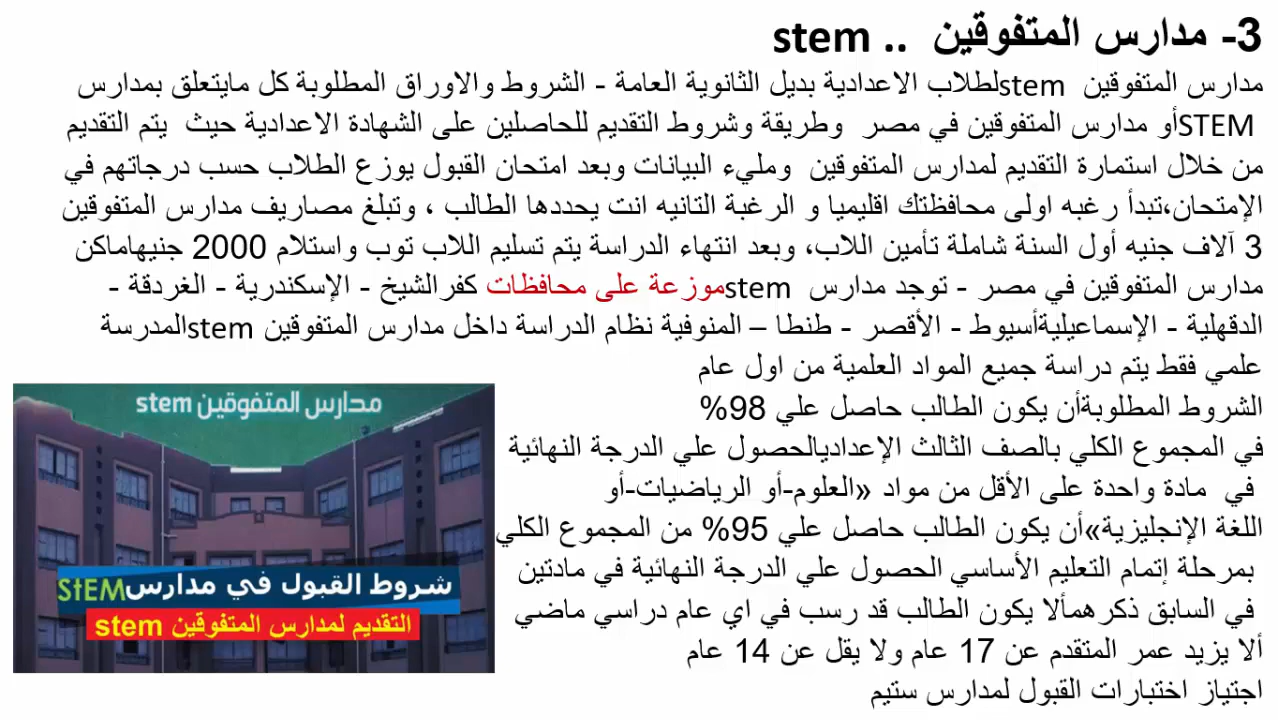 3- مدارس المتفوقين .. stem
مدارس المتفوقين stemلطلاب الاعدادية بديل الثانوية العامة - الشروط والاوراق المطلوبة كل مايتعلق بمدارس
STEMأو مدارس المتفوقين في مصر وطريقة وشروط التقديم للحاصلين على الشهادة الاعدادية حيث يتم التقديم
من خلال استمارة التقديم لمدارس المتفوقين ومليء البيانات وبعد امتحان القبول يوزع الطلاب حسب درجاتهم في
الإمتحان،تبدأ رغبه اولى محافظتك اقليميا و الرغبة التانيه انت يحددها الطالب ، وتبلغ مصاريف مدارس المتفوقين
3 آلاف جنيه أول السنة شاملة تأمين اللاب، وبعد انتهاء الدراسة يتم تسليم اللاب توب واستلام 2000 جنيهاماكن
مدارس المتفوقين في مصر - توجد مدارس stemموزعة على محافظات كفرالشيخ - الإسكندرية - الغردقة -
الدقهلية - الإسماعيليةأسيوط - الأقصر - طنطا – المنوفية نظام الدراسة داخل مدارس المتفوقين stemالمدرسة
علمي فقط يتم دراسة جميع المواد العلمية من اول عام
الشروط المطلوبةأن يكون الطالب حاصل علي 98%
في المجموع الكلي بالصف الثالث الإعداديالحصول علي الدرجة النهائية
في مادة واحدة على الأقل من مواد «العلوم-أو الرياضيات-أو
اللغة الإنجليزية»أن يكون الطالب حاصل علي 95% من المجموع الكلي
بمرحلة إتمام التعليم الأساسي الحصول علي الدرجة النهائية في مادتين
في السابق ذكرهمألا يكون الطالب قد رسب في اي عام دراسي ماضي
ألا يزيد عمر المتقدم عن 17 عام ولا يقل عن 14 عام
اجتياز اختبارات القبول لمدارس ستيم
مدارس المتفوقين stem
شروط القبول في مدارسStEM
التقديم لمدارس المتفوقين stem